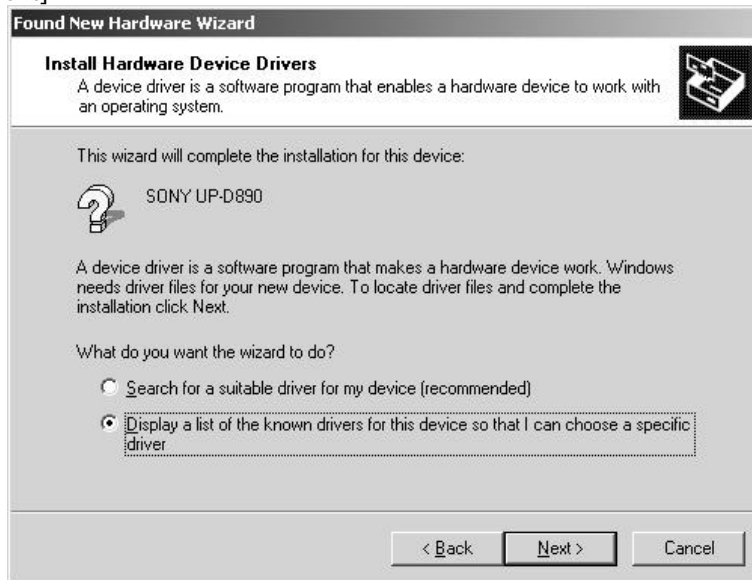 Found New Hardware Wizard
Install Hardware Device Drivers
A device driver is a software program that enables a hardware device to work with
an operating system.
This wizard will complete the installation for this device:
SONY UP-D890
A device driver is a software program that makes a hardware device work. Windows
needs driver files for your new device. To locate driver files and complete the
installation click Next.
What do you want the wizard to do?
Search for a suitable driver for my device (recommended)
Display a list of the known drivers for this device so that I can choose a specific
driver
< Back Next > Cancel